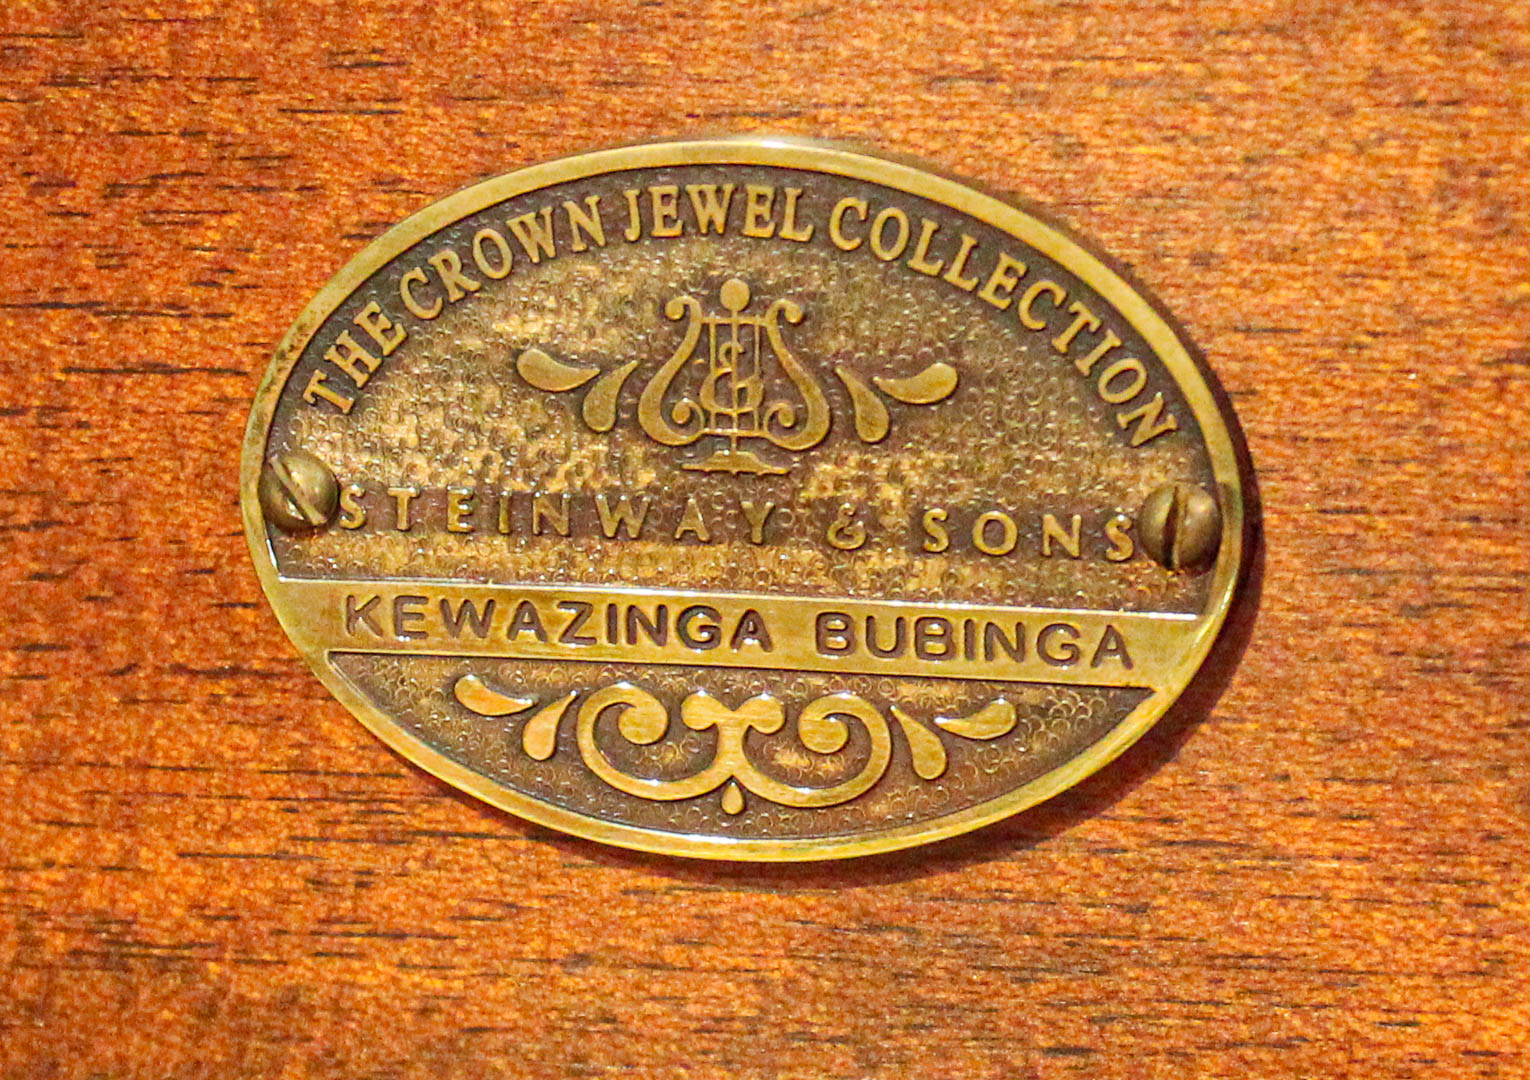 THE CROWN JEWEL COLLECTION
STEINWAY & SONS
KEWAZINGA BUBINGA